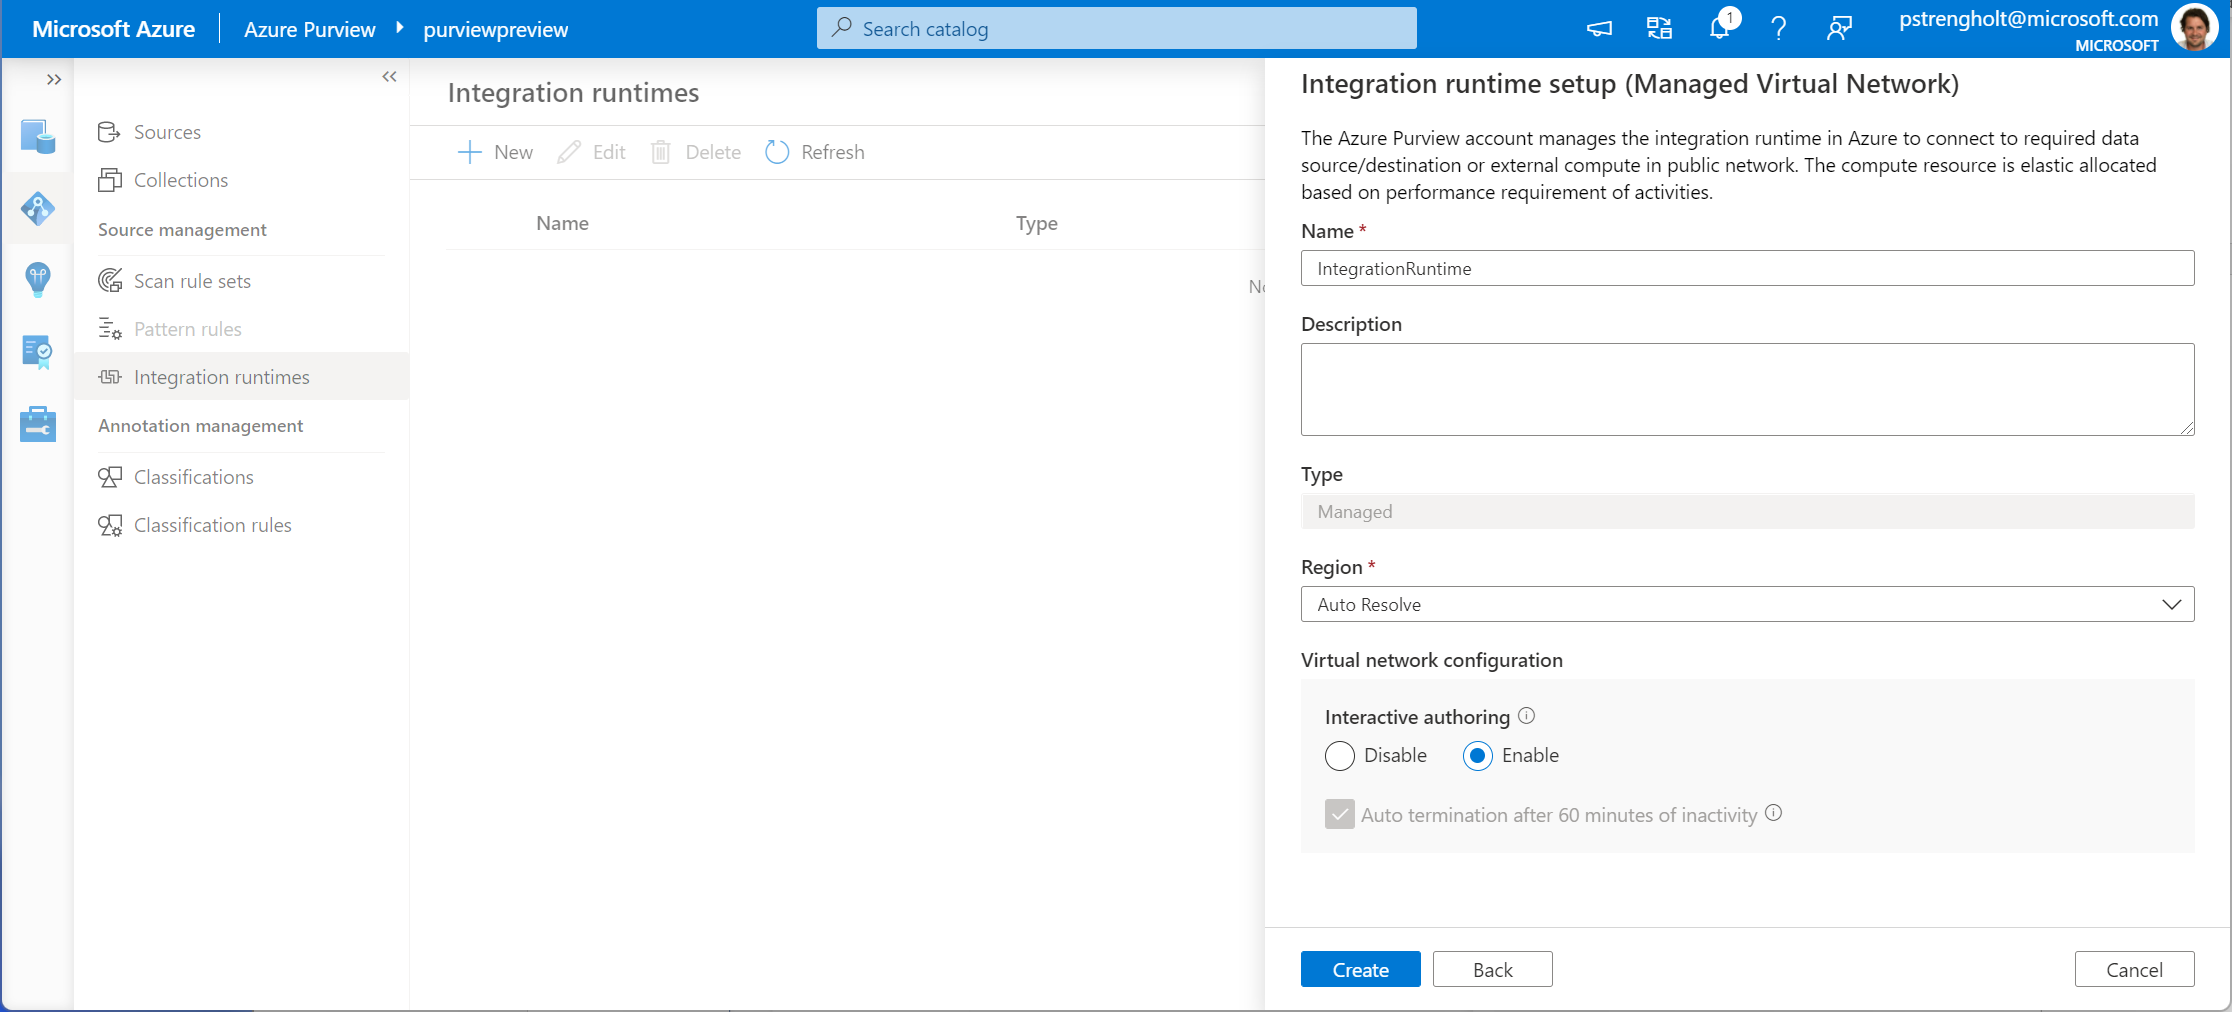 Microsoft Azure
Azure Purview
purviewpreview
Search catalog
1
pstrengholt@microsoft.com
MICROSOFT
Sources
Collections
Source management
Scan rule sets
Pattern rules
Integration runtimes
Annotation management
Classifications
Classification rules
Integration runtimes
New
Edit
Delete
Refresh
Name
Type
No
Integration runtime setup (Managed Virtual Network)
The Azure Purview account manages the integration runtime in Azure to connect to required data
source/destination or external compute in public network. The compute resource is elastic allocated
based on performance requirement of activities.
Name *
IntegrationRuntime
Description
Type
Managed
Region *
Auto Resolve
Virtual network configuration
Interactive authoring
Disable
Enable
Auto termination after 60 minutes of inactivity
Create
Back
Cancel